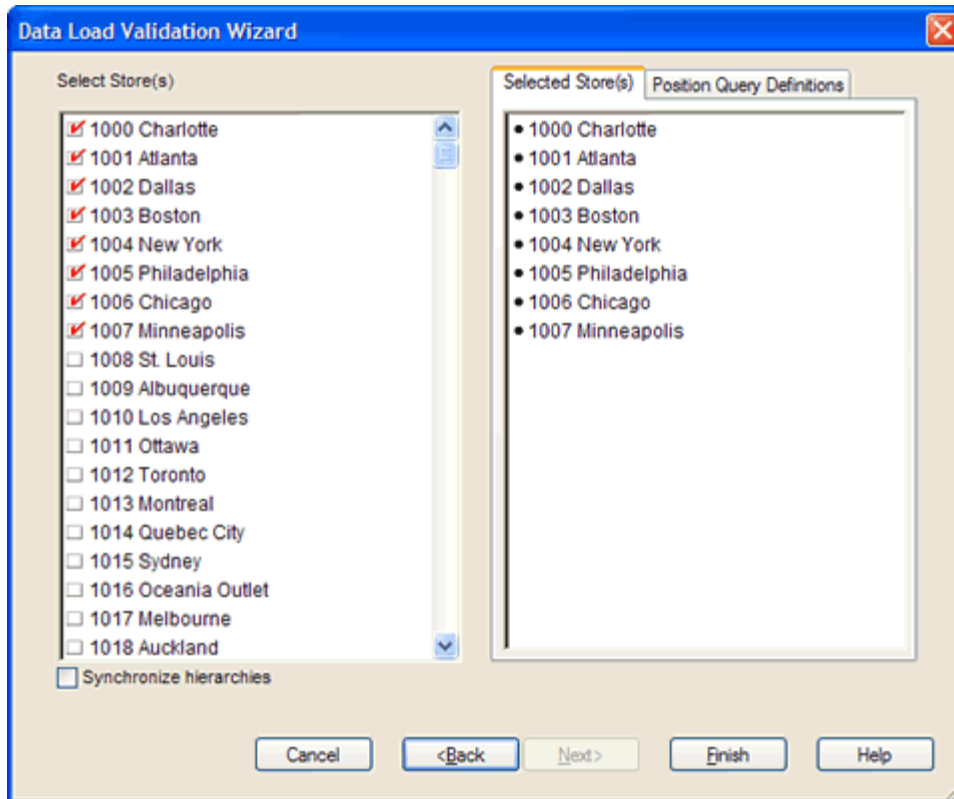 Data Load Validation Wizard
Select Store(s)
1000 Charlotte
1001 Atlanta
1002 Dallas
1003 Boston
1004 New York
1005 Philadelphia
1006 Chicago
1007 Minneapolis
1008 St. Louis
1009 Albuquerque
1010 Los Angeles
1011 Ottawa
1012 Toronto
1013 Montreal
1014 Quebec City
1015 Sydney
1016 Oceania Outlet
1017 Melbourne
1018 Auckland
Synchronize hierarchies
Selected Store(s) Position Query Definitions
• 1000 Charlotte
• 1001 Atlanta
• 1002 Dallas
• 1003 Boston
• 1004 New York
• 1005 Philadelphia
• 1006 Chicago
• 1007 Minneapolis
Cancel <Back Next> Finish Help